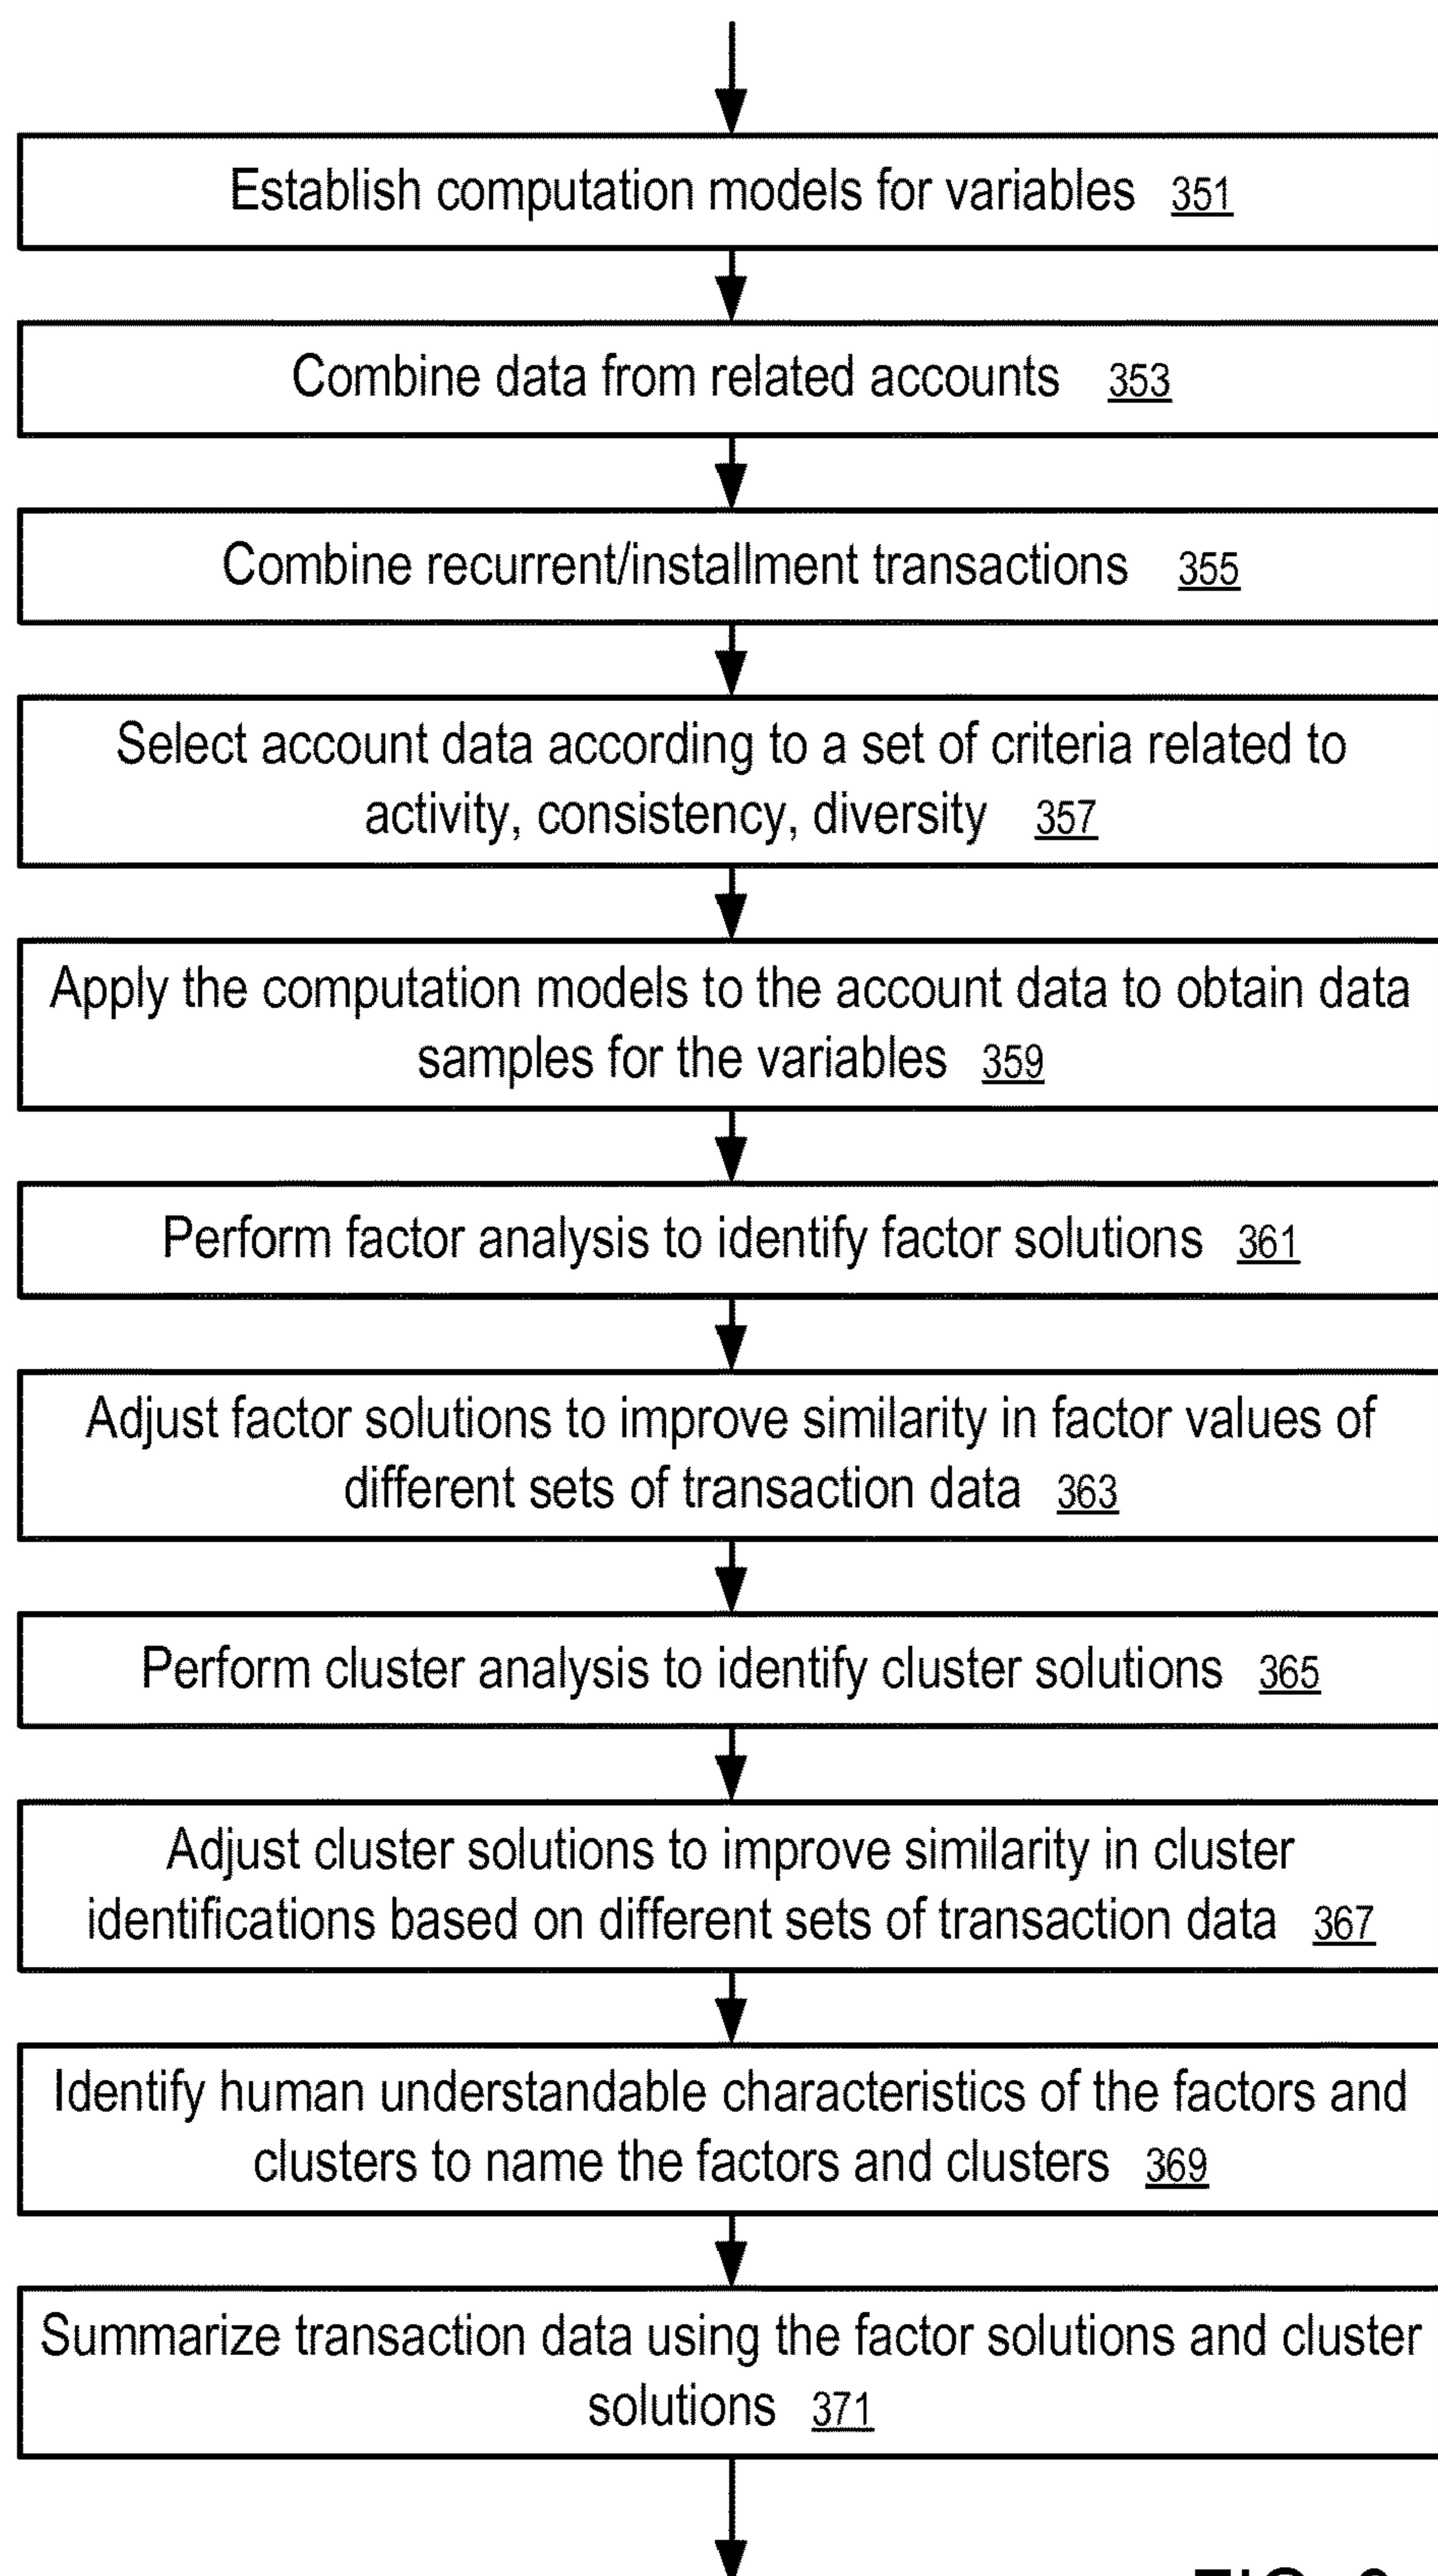 Establish computation models for variables 351
Combine data from related accounts 353
Combine recurrent/installment transactions 355
Select account data according to a set of criteria related to
activity, consistency, diversity 357
Apply the computation models to the account data to obtain data
samples for the variables 359
Perform factor analysis to identify factor solutions 361
Adjust factor solutions to improve similarity in factor values of
different sets of transaction data 363
Perform cluster analysis to identify cluster solutions 365
Adjust cluster solutions to improve similarity in cluster
identifications based on different sets of transaction data 367
Identify human understandable characteristics of the factors and
clusters to name the factors and clusters 369
Summarize transaction data using the factor solutions and cluster
solutions 371